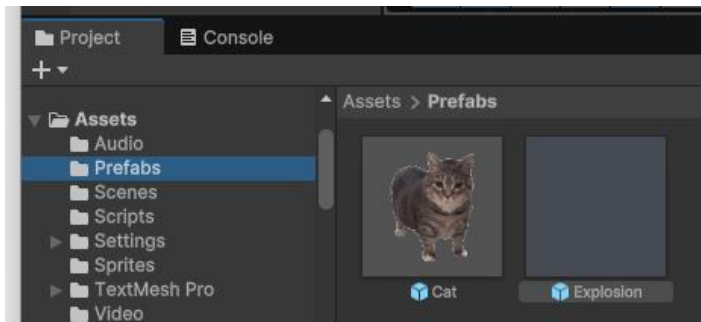 Project
Console
Assets > Prefabs
Assets
Audio
Prefabs
Scenes
Scripts
Settings
Sprites
TextMesh Pro
Video
Cat
Explosion